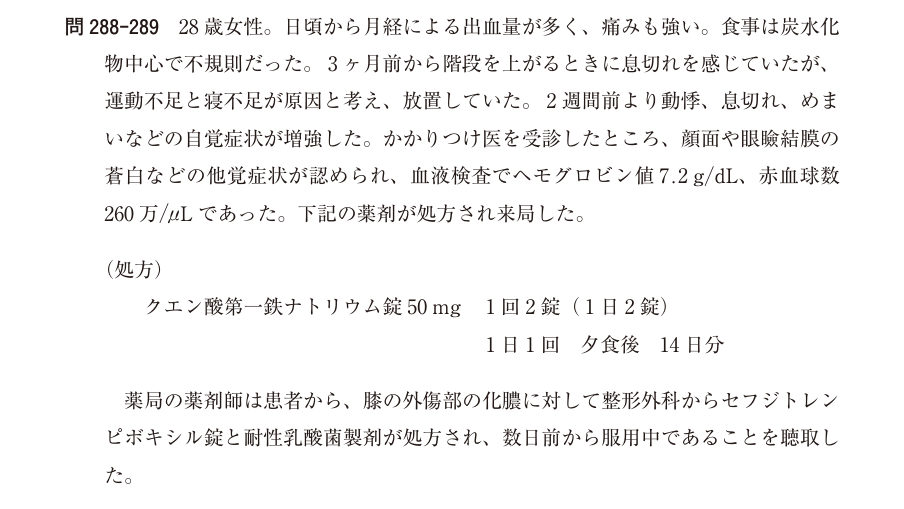 問 288-289　28 歳女性。日頃から月経による出血量が多く、痛みも強い。食事は炭水化
物中心で不規則だった。3ヶ月前から階段を上がるときに息切れを感じていたが、
運動不足と寝不足が原因と考え、放置していた。2週間前より動悸、息切れ、めま
いなどの自覚症状が増強した。かかりつけ医を受診したところ、顔面や眼瞼結膜の
蒼白などの他覚症状が認められ、血液検査でヘモグロビン値 7.2 g/dL、赤血球数
260 万/μL であった。下記の薬剤が処方され来局した。
（処方）
クエン酸第一鉄ナトリウム錠 50 mg　1回2錠（1日2錠）
1日1回　夕食後　14 日分
薬局の薬剤師は患者から、膝の外傷部の化膿に対して整形外科からセフジトレン
ピボキシル錠と耐性乳酸菌製剤が処方され、数日前から服用中であることを聴取し
た。